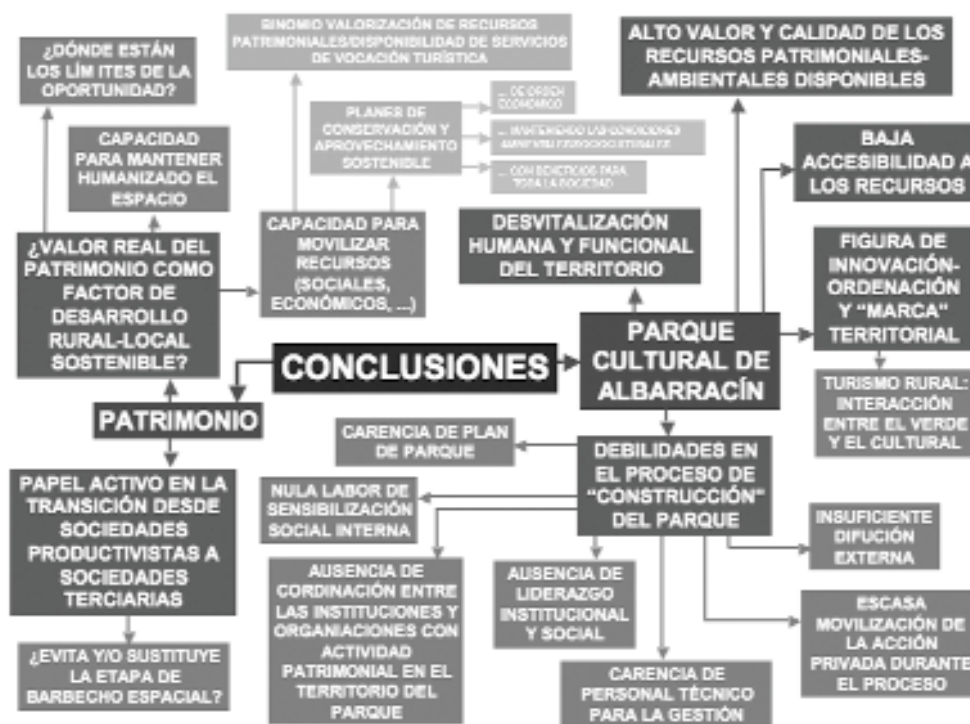 BINOMIO VALORIZACIÓN DE RECURSOS
PATRIMONIALES/DISPONIBILIDAD DE SERVICIOS
DE VOCACIÓN TURÍSTICA
ALTO VALOR Y CALIDAD DE LOS
RECURSOS PATRIMONIALES-
AMBIENTALES DISPONIBLES
¿DÓNDE ESTÁN
LOS LÍMITES DE LA
OPORTUNIDAD?
PLANES DE
CONSERVACIÓN Y
APROVECHAMIENTO
SOSTENIBLE
... DE ORDEN
ECONÓMICO
... MANTENIENDO LAS CONDICIONES
... CON BENEFICIOS PARA
TODA LA SOCIEDAD
CAPACIDAD
PARA MANTENER
HUMANIZADO EL
ESPACIO
BAJA
ACCESIBILIDAD A
LOS RECURSOS
DESVITALIZACIÓN
HUMANA Y FUNCIONAL
DEL TERRITORIO
CAPACIDAD PARA
MOVILIZAR
RECURSOS
(SOCIALES,
ECONÓMICOS, ...)
¿VALOR REAL DEL
PATRIMONIO COMO
FACTOR DE
DESARROLLO
RURAL-LOCAL
SOSTENIBLE?
FIGURA DE
INNOVACIÓN-
ORDENACIÓN
Y “MARCA”
TERRITORIAL
CONCLUSIONES
PARQUE
CULTURAL DE
ALBARRACÍN
TURISMO RURAL:
INTERACCIÓN
ENTRE EL VERDE
Y EL CULTURAL
PATRIMONIO
CARENCIA DE PLAN
DE PARQUE
DEBILIDADES EN
EL PROCESO DE
“CONSTRUCCIÓN”
DEL PARQUE
PAPEL ACTIVO EN LA
TRANSICIÓN DESDE
SOCIEDADES
PRODUCTIVISTAS A
SOCIEDADES
TERCIARIAS
NULA LABOR DE
SENSIBILIZACIÓN
SOCIAL INTERNA
INSUFICIENTE
DIFUCIÓN
EXTERNA
AUSENCIA DE
CORDINACIÓN ENTRE
LAS INSTITUCIONES Y
ORGANIACIONES CON
ACTIVIDAD
PATRIMONIAL EN EL
TERRITORIO DEL
PARQUE
AUSENCIA DE
LIDERAZGO
INSTITUCIONAL
Y SOCIAL
ESCASA
MOVILIZACIÓN DE
LA ACCIÓN
PRIVADA DURANTE
EL PROCESO
¿EVITA Y/O SUSTITUYE
LA ETAPA DE
BARBECHO ESPACIAL?
CARENCIA DE
PERSONAL TÉCNICO
PARA LA GESTIÓN